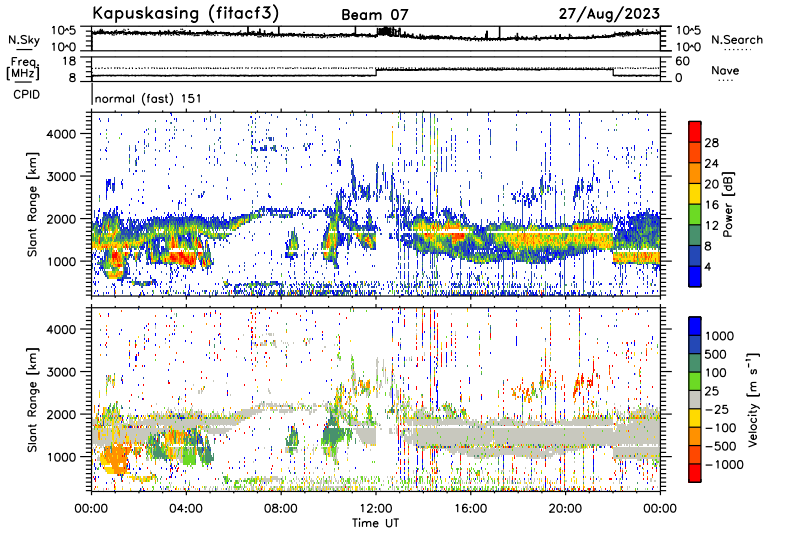 Kapuskasing (fitacf3) Beam 07 27/Aug/2023
N.Sky 10^5 10^0 10^5 10^0 N.Search
Freq. [MHz] 18 8 60 0 Nave
CPID normal (fast) 151
Slant Range [km] 4000 3000 2000 1000
Power [dB] 28 24 20 16 12 8 4
Slant Range [km] 4000 3000 2000 1000
Velocity [m s⁻¹] 1000 500 100 25 −25 −100 −500 −1000
00:00 04:00 08:00 12:00 16:00 20:00 00:00
Time UT